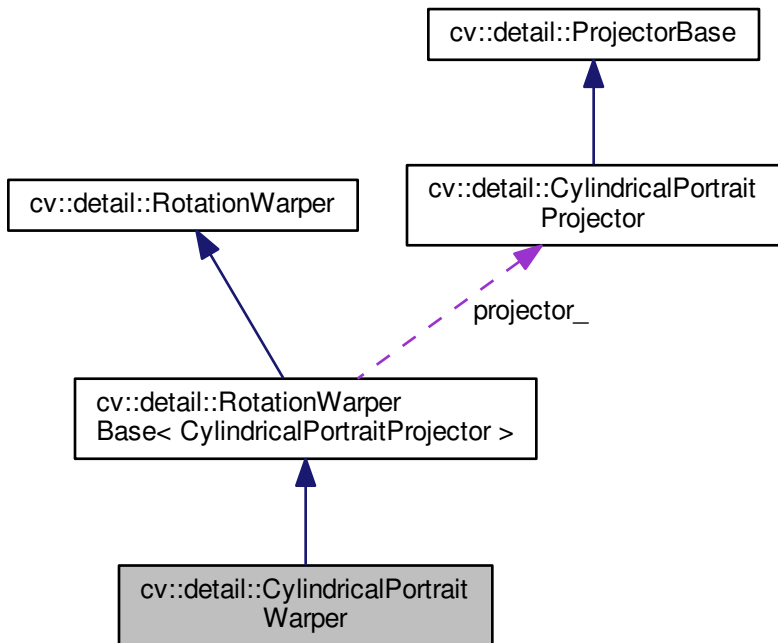 cv::detail::ProjectorBase
cv::detail::RotationWarper
cv::detail::CylindricalPortrait
Projector
projector_
cv::detail::RotationWarper
Base< CylindricalPortraitProjector >
cv::detail::CylindricalPortrait
Warper